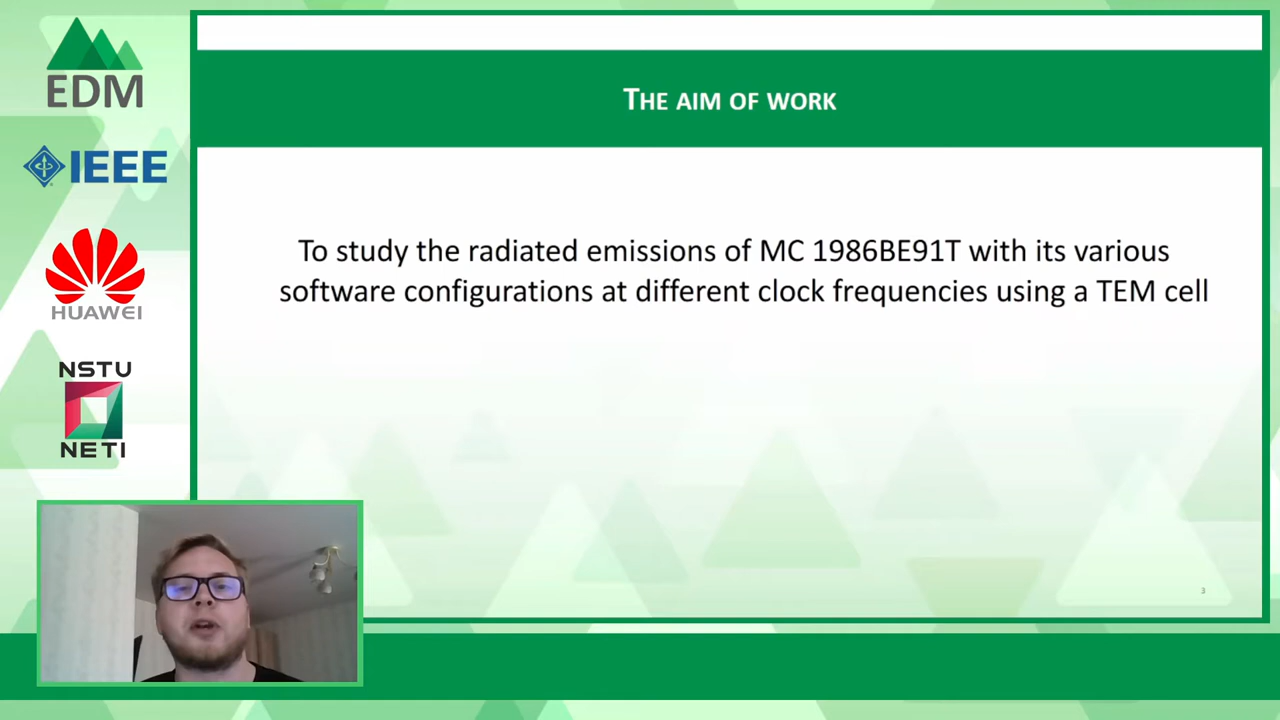 EDM
IEEE
HUAWEI
NSTU
NETI
THE AIM OF WORK
To study the radiated emissions of MC 1986BE91T with its various
software configurations at different clock frequencies using a TEM cell
3